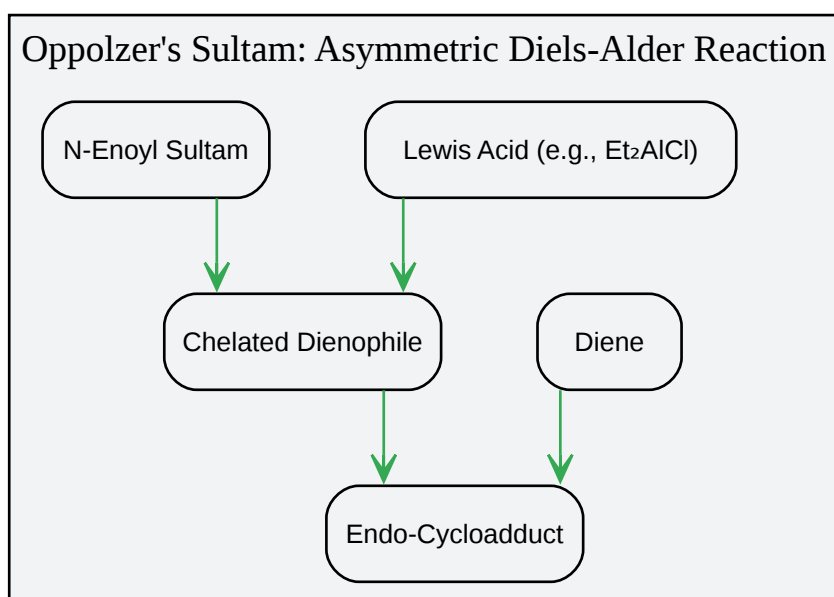 Oppolzer's Sultam: Asymmetric Diels-Alder Reaction
N-Enoyl Sultam
Lewis Acid (e.g., Et₂AlCl)
Chelated Dienophile
Diene
Endo-Cycloadduct